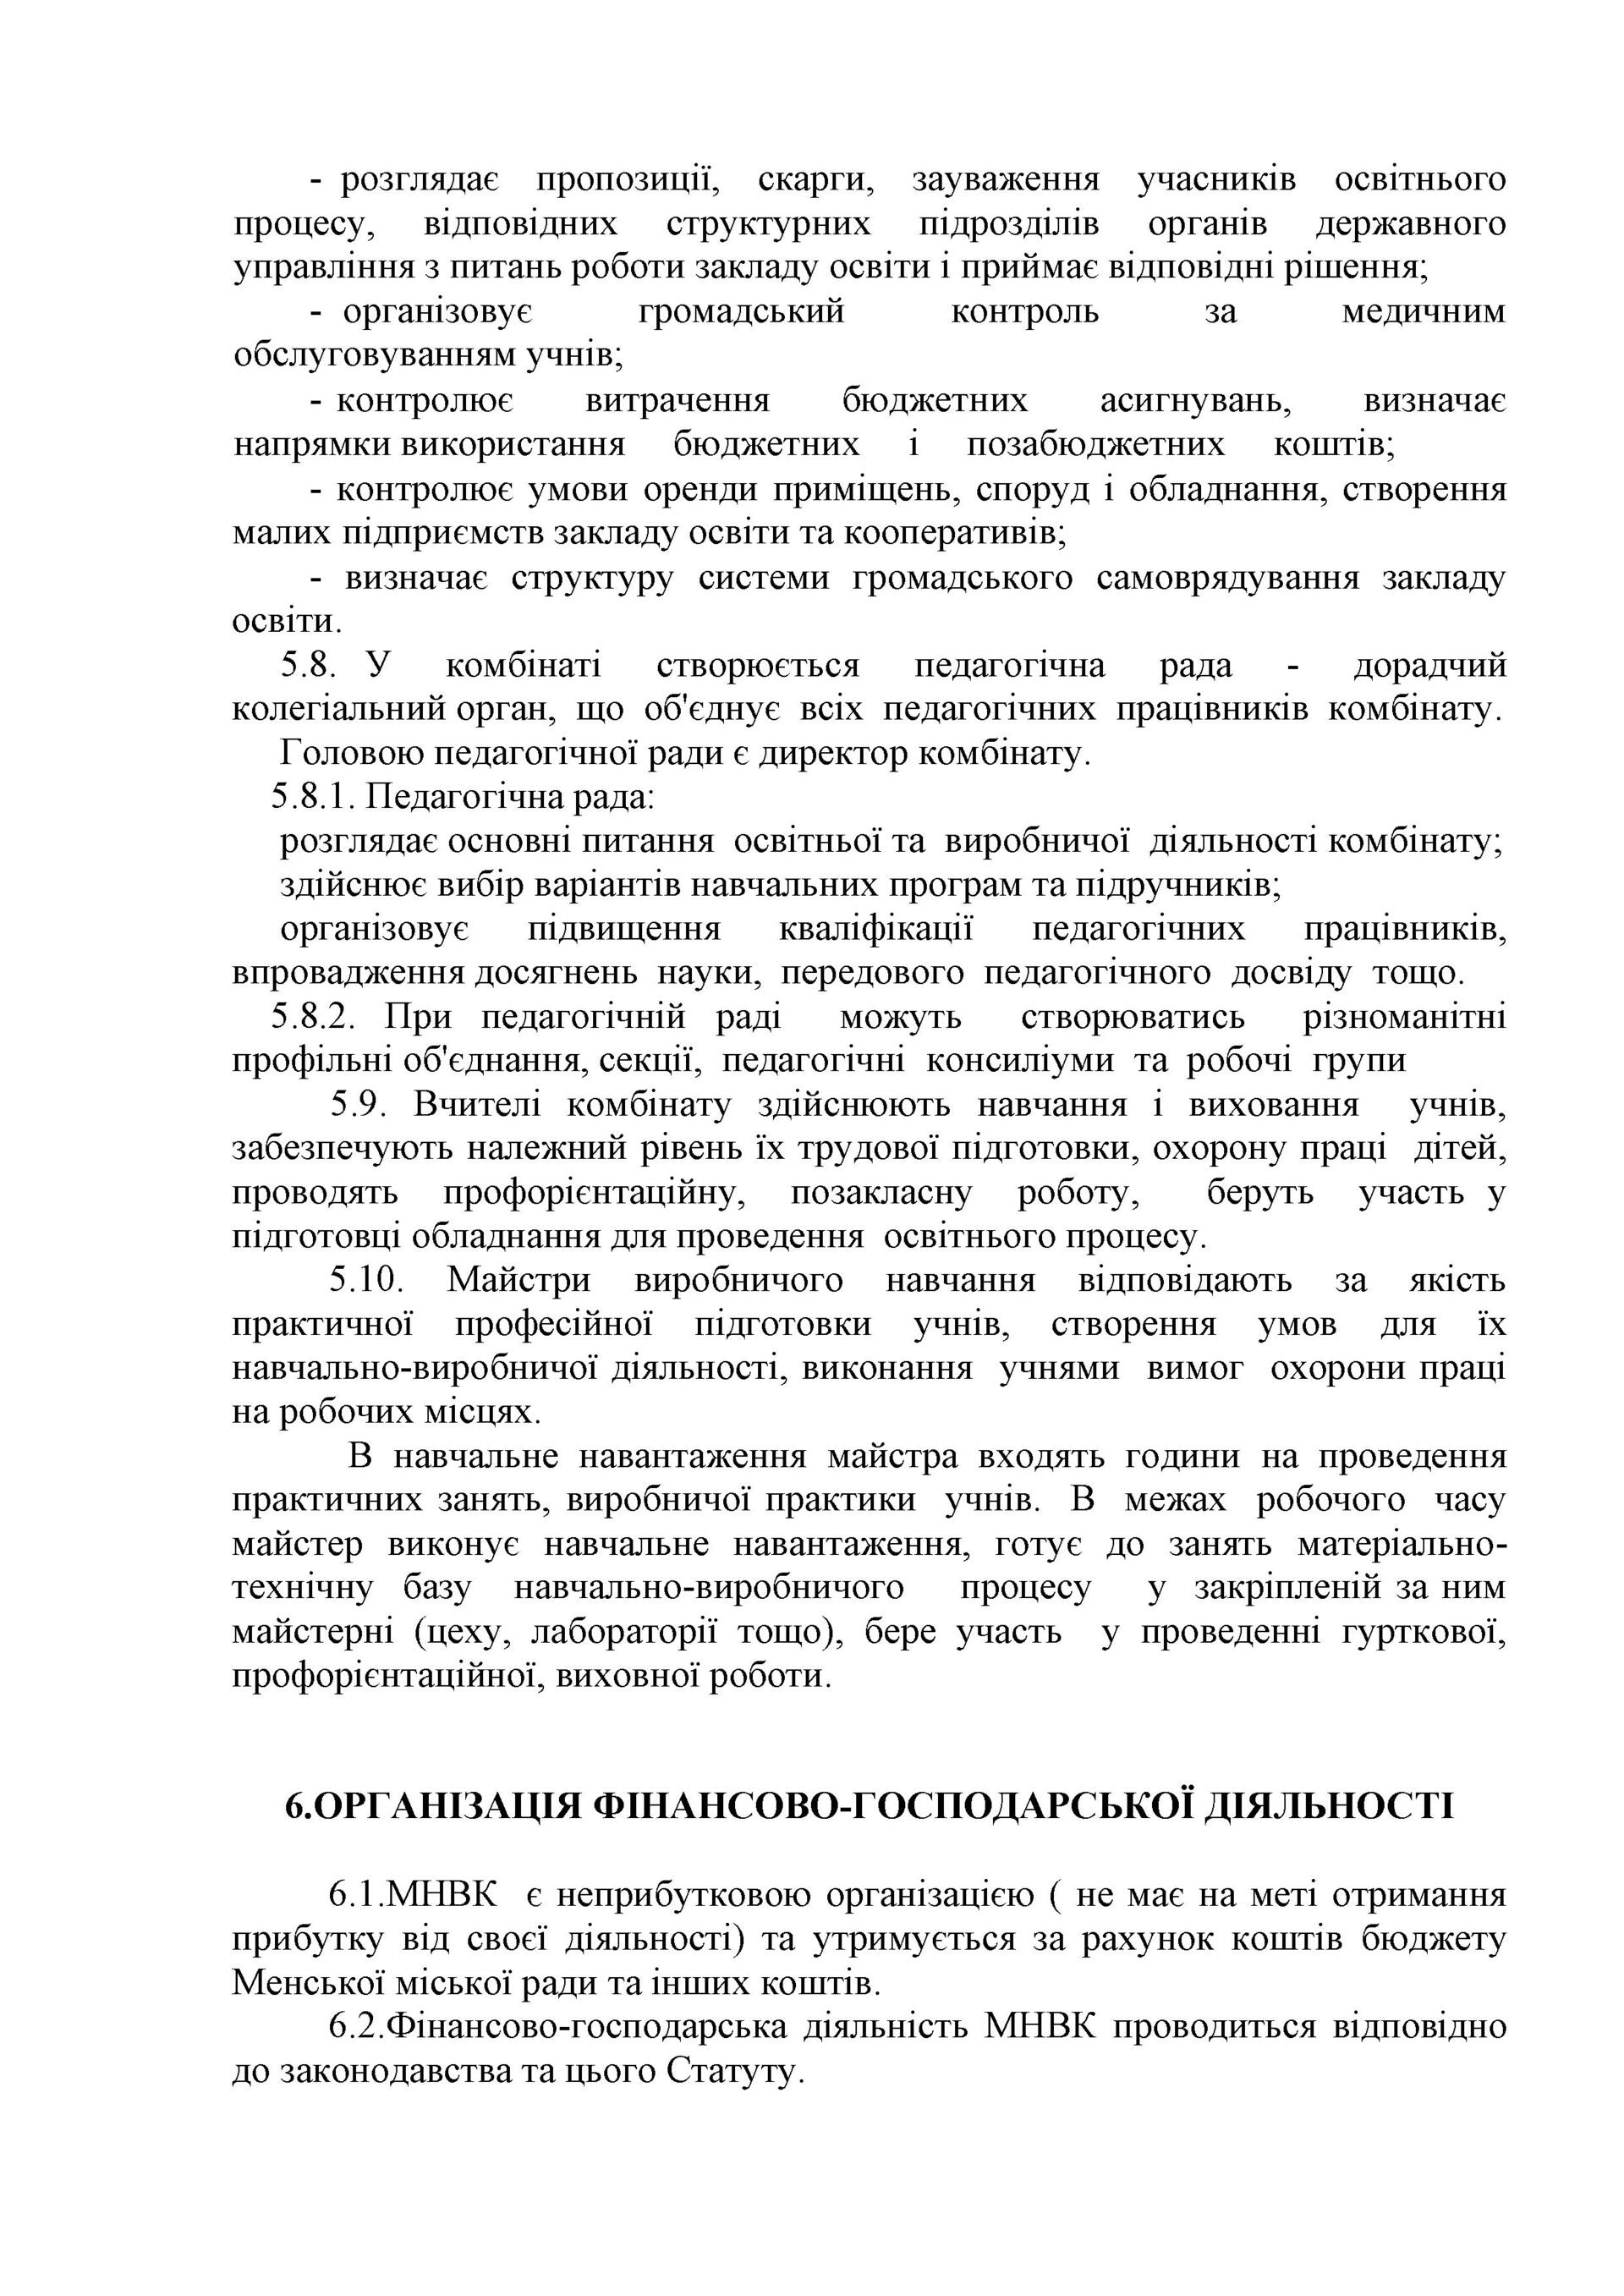 - розглядає пропозиції, скарги, зауваження учасників освітнього
процесу, відповідних структурних підрозділів органів державного
управління з питань роботи закладу освіти і приймає відповідні рішення;
- організовує громадський контроль за медичним
обслуговуванням учнів;
- контролює витрачення бюджетних асигнувань, визначає
напрямки використання бюджетних і позабюджетних коштів;
- контролює умови оренди приміщень, споруд і обладнання, створення
малих підприємств закладу освіти та кооперативів;
- визначає структуру системи громадського самоврядування закладу
освіти.
5.8. У комбінаті створюється педагогічна рада - дорадчий
колегіальний орган, що об'єднує всіх педагогічних працівників комбінату.
Головою педагогічної ради є директор комбінату.
5.8.1. Педагогічна рада:
розглядає основні питання освітньої та виробничої діяльності комбінату;
здійснює вибір варіантів навчальних програм та підручників;
організовує підвищення кваліфікації педагогічних працівників,
впровадження досягнень науки, передового педагогічного досвіду тощо.
5.8.2. При педагогічній раді можуть створюватись різноманітні
профільні об'єднання, секції, педагогічні консиліуми та робочі групи
5.9. Вчителі комбінату здійснюють навчання і виховання учнів,
забезпечують належний рівень їх трудової підготовки, охорону праці дітей,
проводять профорієнтаційну, позакласну роботу, беруть участь у
підготовці обладнання для проведення освітнього процесу.
5.10. Майстри виробничого навчання відповідають за якість
практичної професійної підготовки учнів, створення умов для їх
навчально-виробничої діяльності, виконання учнями вимог охорони праці
на робочих місцях.
В навчальне навантаження майстра входять години на проведення
практичних занять, виробничої практики учнів. В межах робочого часу
майстер виконує навчальне навантаження, готує до занять матеріально-
технічну базу навчально-виробничого процесу у закріпленій за ним
майстерні (цеху, лабораторії тощо), бере участь у проведенні гурткової,
профорієнтаційної, виховної роботи.
6.ОРГАНІЗАЦІЯ ФІНАНСОВО-ГОСПОДАРСЬКОЇ ДІЯЛЬНОСТІ
6.1.МНВК є неприбутковою організацією ( не має на меті отримання
прибутку від своєї діяльності) та утримується за рахунок коштів бюджету
Менської міської ради та інших коштів.
6.2.Фінансово-господарська діяльність МНВК проводиться відповідно
до законодавства та цього Статуту.